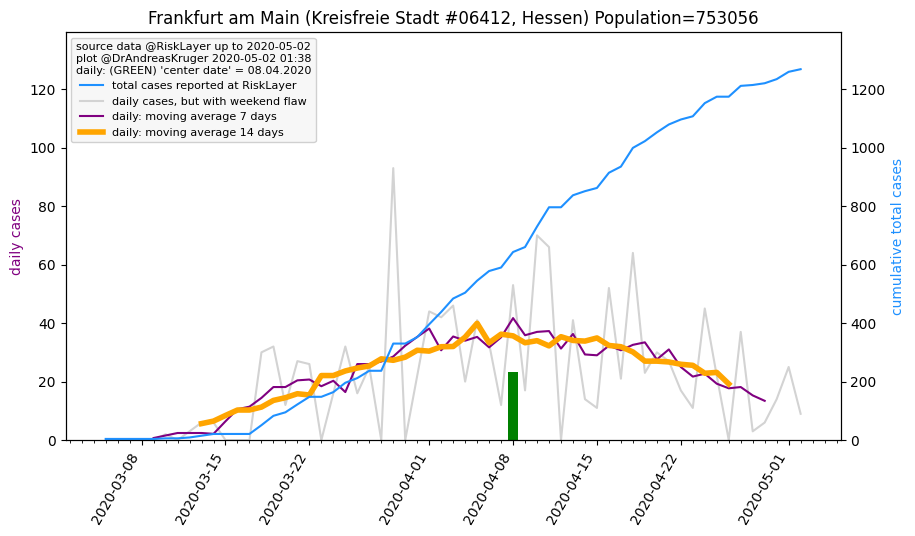 Frankfurt am Main (Kreisfreie Stadt #06412, Hessen) Population=753056
source data @RiskLayer up to 2020-05-02
plot @DrAndreasKruger 2020-05-02 01:38
daily: (GREEN) 'center date' = 08.04.2020
total cases reported at RiskLayer
daily cases, but with weekend flaw
daily: moving average 7 days
daily: moving average 14 days
daily cases
120
100
80
60
40
20
0
cumulative total cases
1200
1000
800
600
400
200
0
2020-03-08
2020-03-15
2020-03-22
2020-04-01
2020-04-08
2020-04-15
2020-04-22
2020-05-01